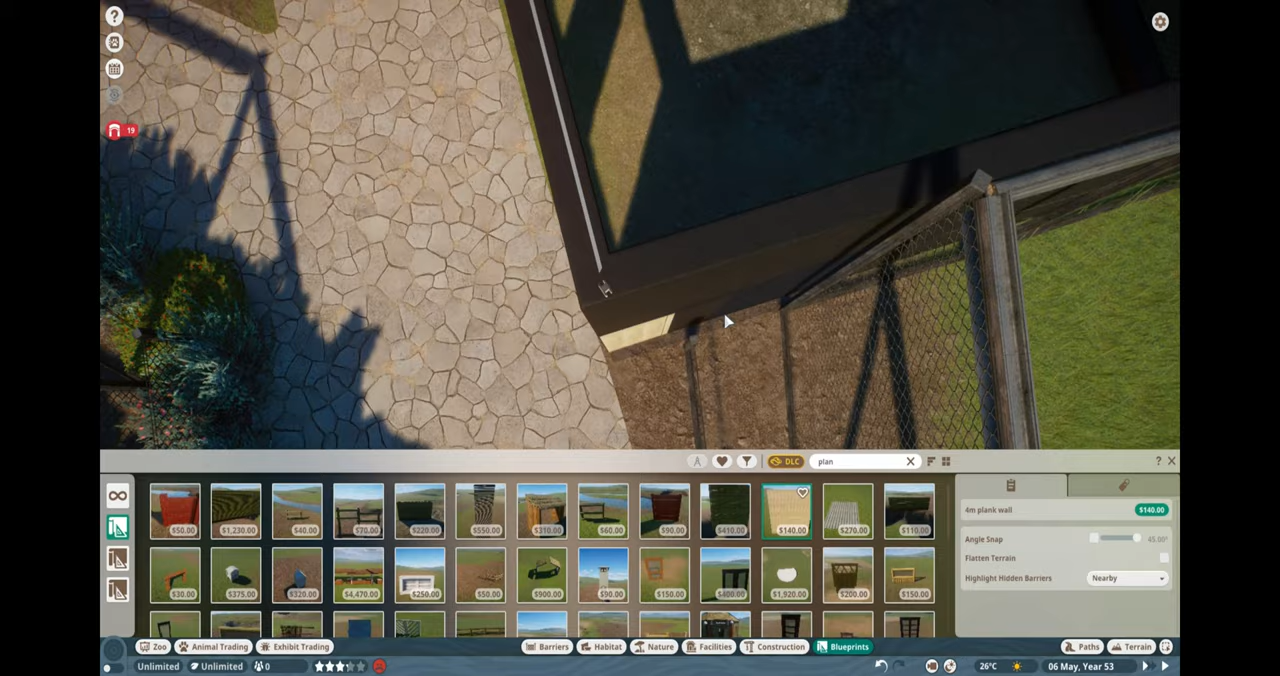 ?
19
DLC
plan
?
$50.00 $1,230.00 $40.00 $70.00 $220.00 $550.00 $310.00 $60.00 $90.00 $410.00 $140.00 $270.00 $110.00
$30.00 $375.00 $320.00 $4,470.00 $250.00 $50.00 $900.00 $90.00 $150.00 $400.00 $1,920.00 $200.00 $150.00
4m plank wall $140.00
Angle Snap 45.00°
Flatten Terrain
Highlight Hidden Barriers Nearby
Zoo Animal Trading Exhibit Trading Barriers Habitat Nature Facilities Construction Blueprints Paths Terrain
Unlimited Unlimited 0 26°C 06 May, Year 53